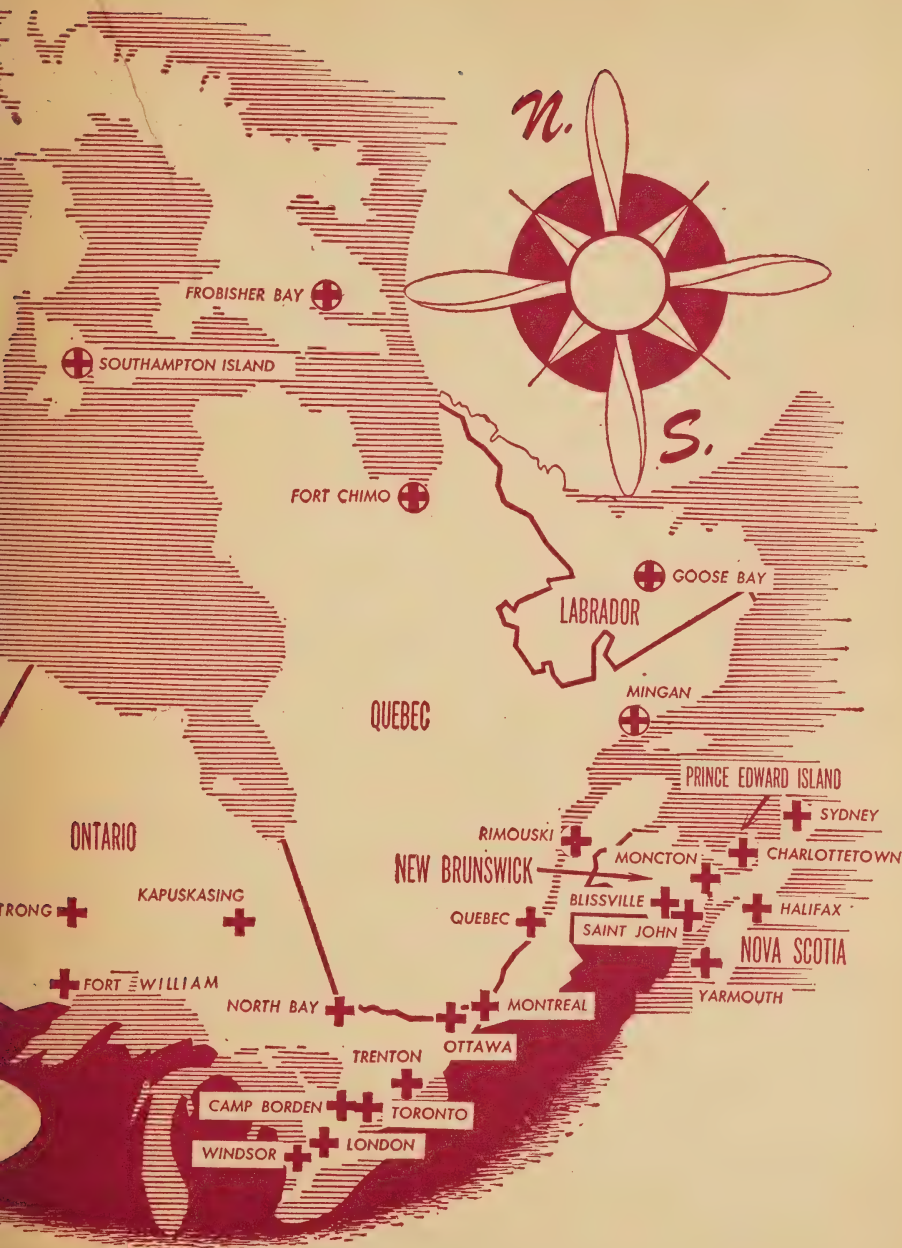 N.
FROBISHER BAY
SOUTHAMPTON ISLAND
S.
FORT CHIMO
GOOSE BAY
LABRADOR
MINGAN
QUEBEC
PRINCE EDWARD ISLAND
SYDNEY
ONTARIO
RIMOUSKI
MONCTON
CHARLOTTETOWN
NEW BRUNSWICK
KAPUSKASING
BLISSVILLE
TRONG
QUEBEC
HALIFAX
SAINT JOHN
NOVA SCOTIA
FORT WILLIAM
YARMOUTH
NORTH BAY
MONTREAL
OTTAWA
TRENTON
CAMP BORDEN
TORONTO
LONDON
WINDSOR